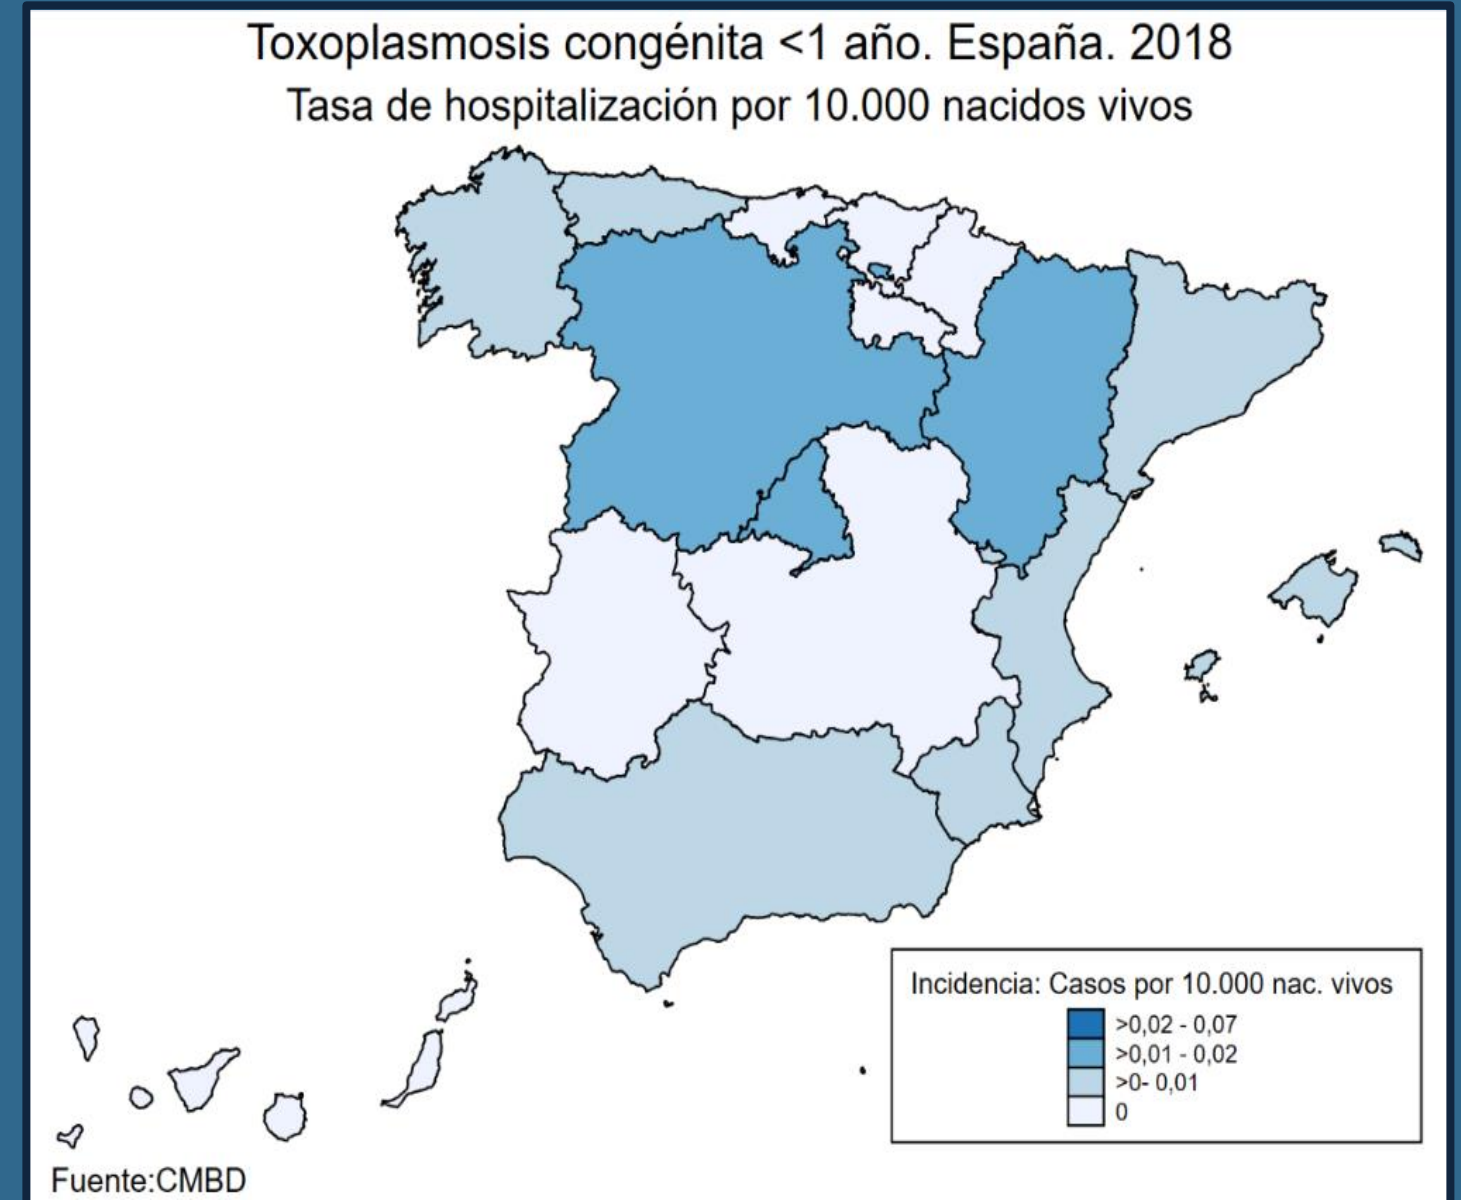 Toxoplasmosis congénita <1 año. España. 2018
Tasa de hospitalización por 10.000 nacidos vivos
Incidencia: Casos por 10.000 nac. vivos
>0,02 - 0,07
>0,01 - 0,02
>0- 0,01
0
Fuente:CMBD